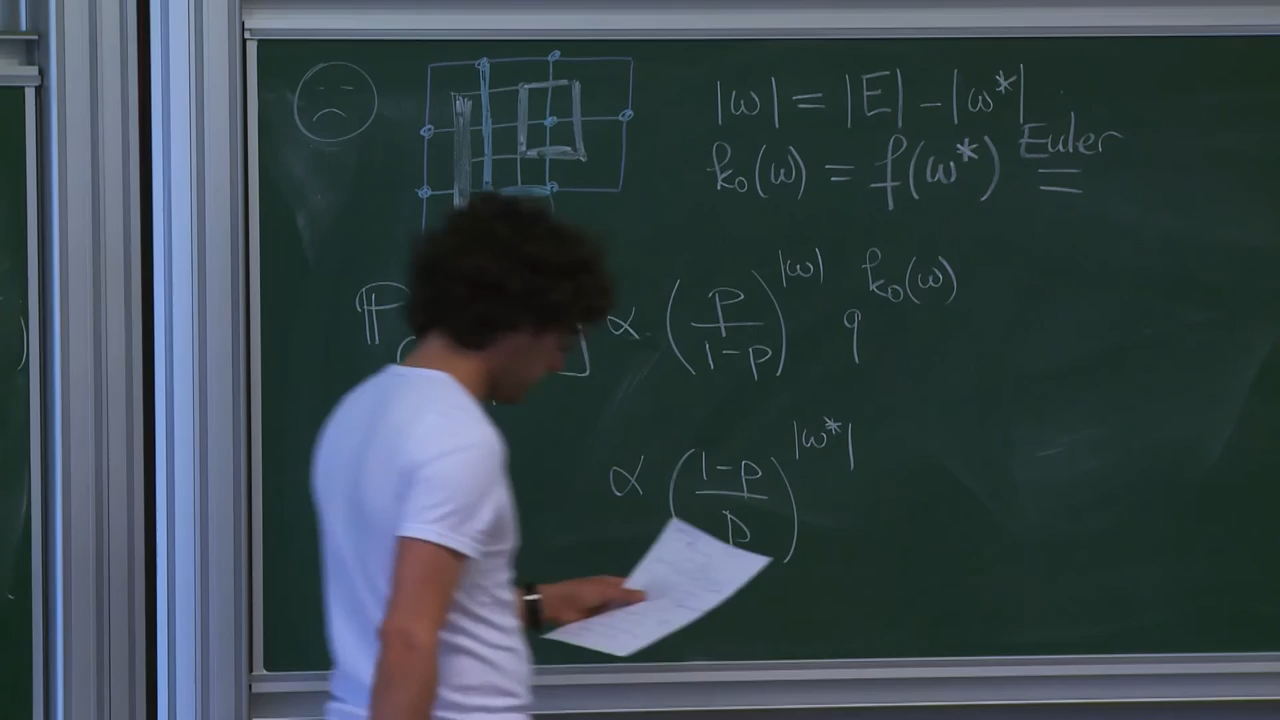 |ω| = |E| - |ω*|
k₀(ω) = f(ω*) Euler =
P ] α (p/(1-p))^|ω| q^k₀(ω)
α ((1-p)/p)^|ω*|